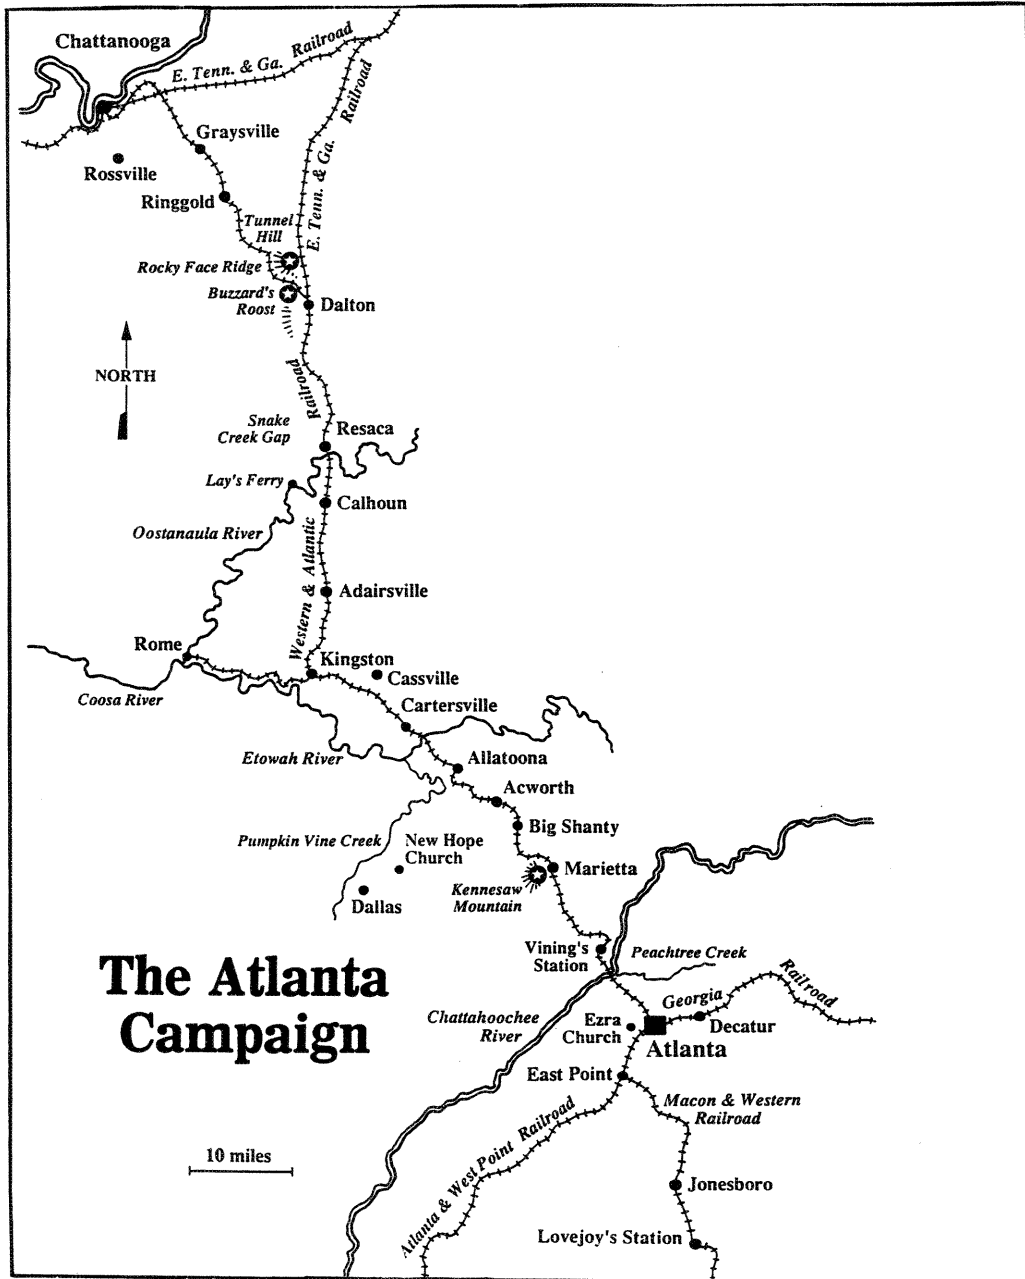 Chattanooga
E. Tenn. & Ga. Railroad
E. Tenn. & Ga. Railroad
Graysville
Rossville
Ringgold
Tunnel
Hill
Rocky Face Ridge
Buzzard's
Roost
Dalton
NORTH
Railroad
Snake
Creek Gap
Resaca
Lay's Ferry
Calhoun
Oostanaula River
Western & Atlantic
Adairsville
Rome
Kingston
Cassville
Coosa River
Cartersville
Etowah River
Allatoona
Acworth
Big Shanty
Pumpkin Vine Creek
New Hope
Church
Marietta
Kennesaw
Mountain
Dallas
Vining's
Station
Peachtree Creek
The Atlanta
Campaign
Georgia Railroad
Chattahoochee
River
Ezra
Church
Decatur
Atlanta
East Point
Macon & Western
Railroad
Atlanta & West Point Railroad
10 miles
Jonesboro
Lovejoy's Station